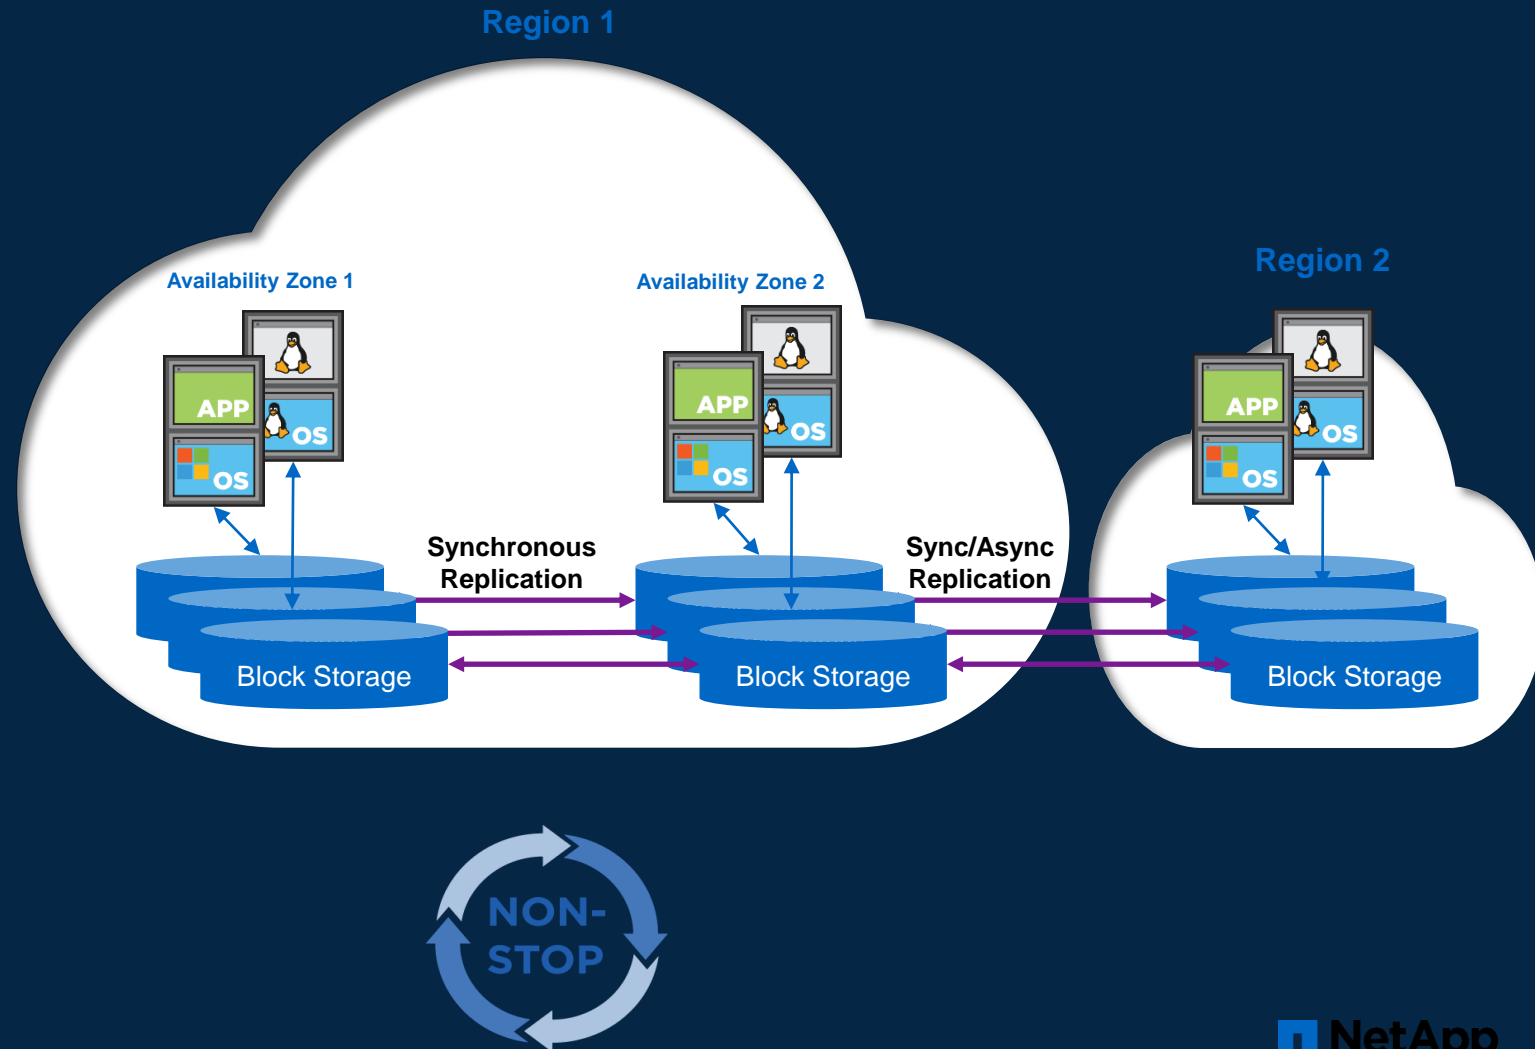 Region 1
Region 2
Availability Zone 1
Availability Zone 2
APP
OS
OS
APP
OS
OS
APP
OS
OS
Synchronous
Replication
Sync/Async
Replication
Block Storage
Block Storage
Block Storage
NON-
STOP
NetApp